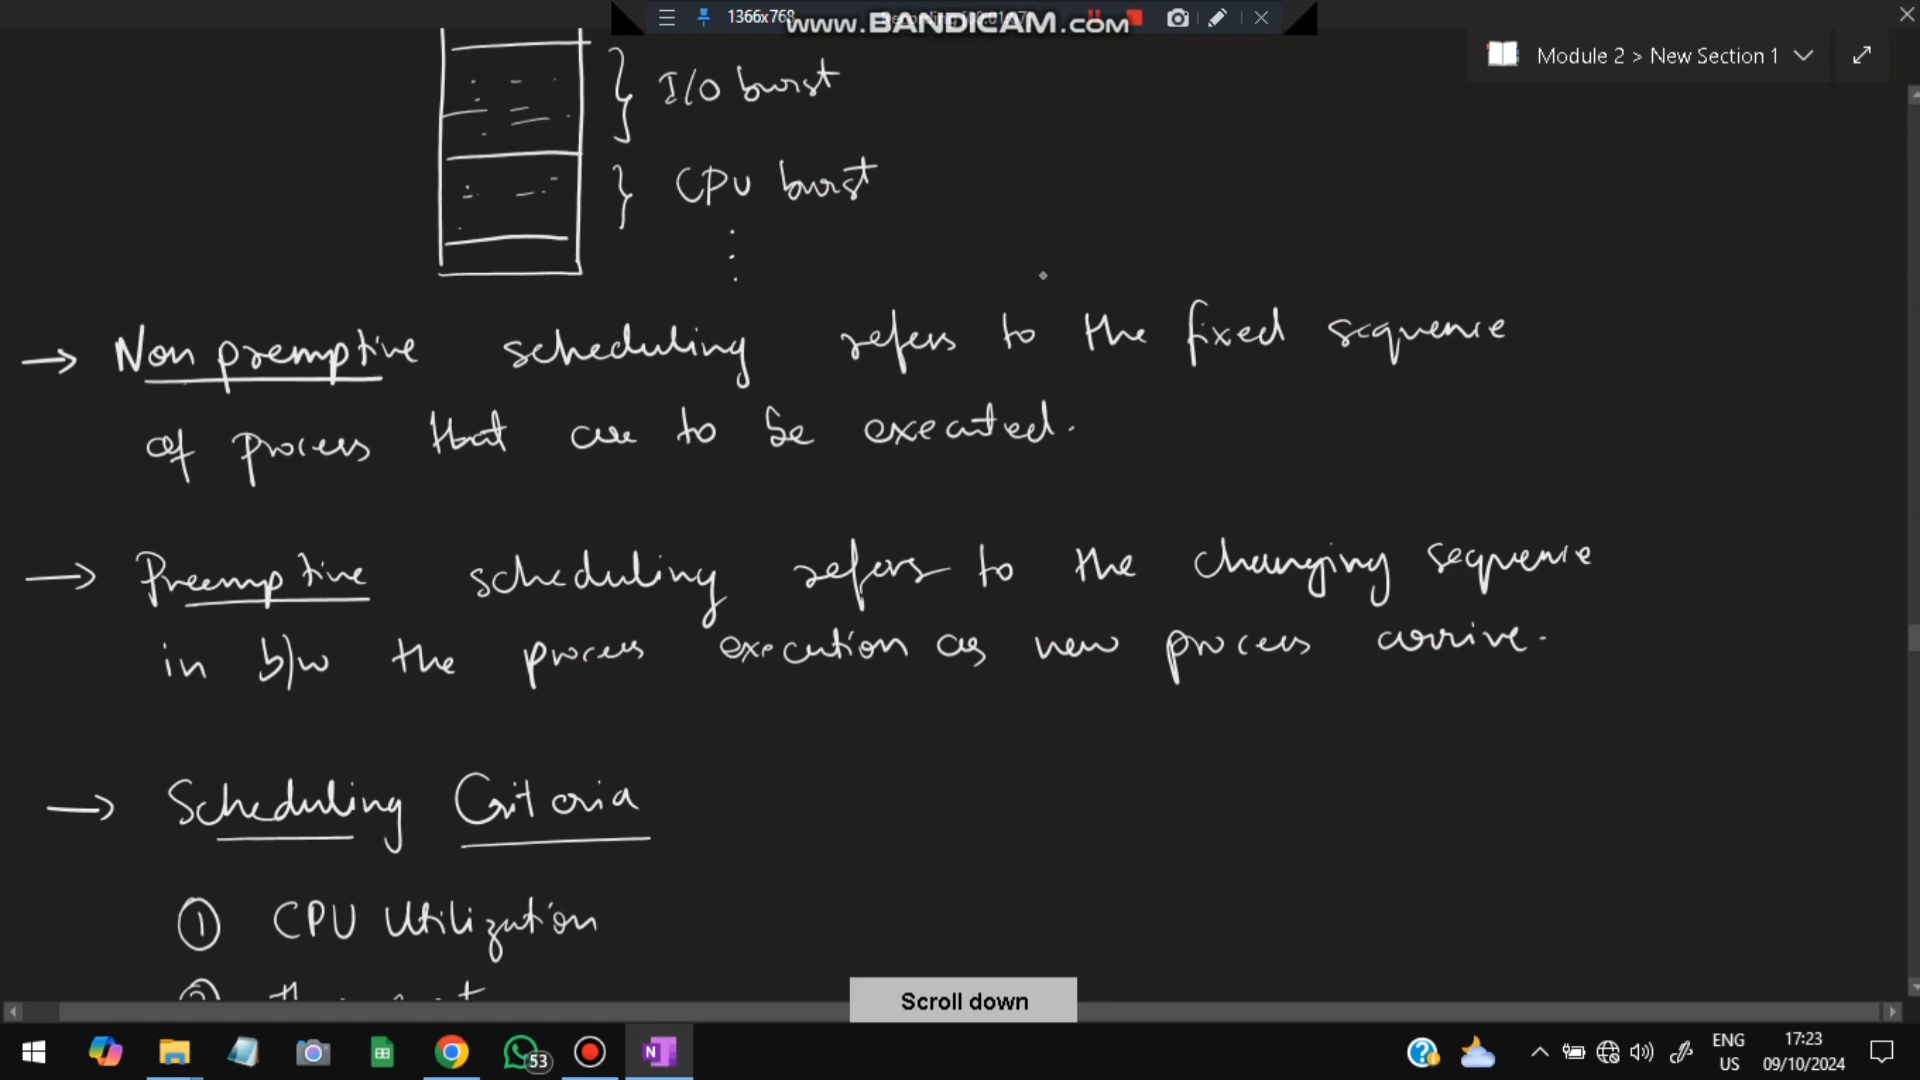 1366x768
www.BANDICAM.com
Module 2 > New Section 1
I/O burst
CPU burst
→ Non premptive scheduling refers to the fixed sequence
of process that are to be executed.
→ Preemptive scheduling refers to the changing sequence
in b/w the process execution as new process arrive.
→ Scheduling Criteria
① CPU Utilization
Scroll down
53
N
ENG
US
17:23
09/10/2024